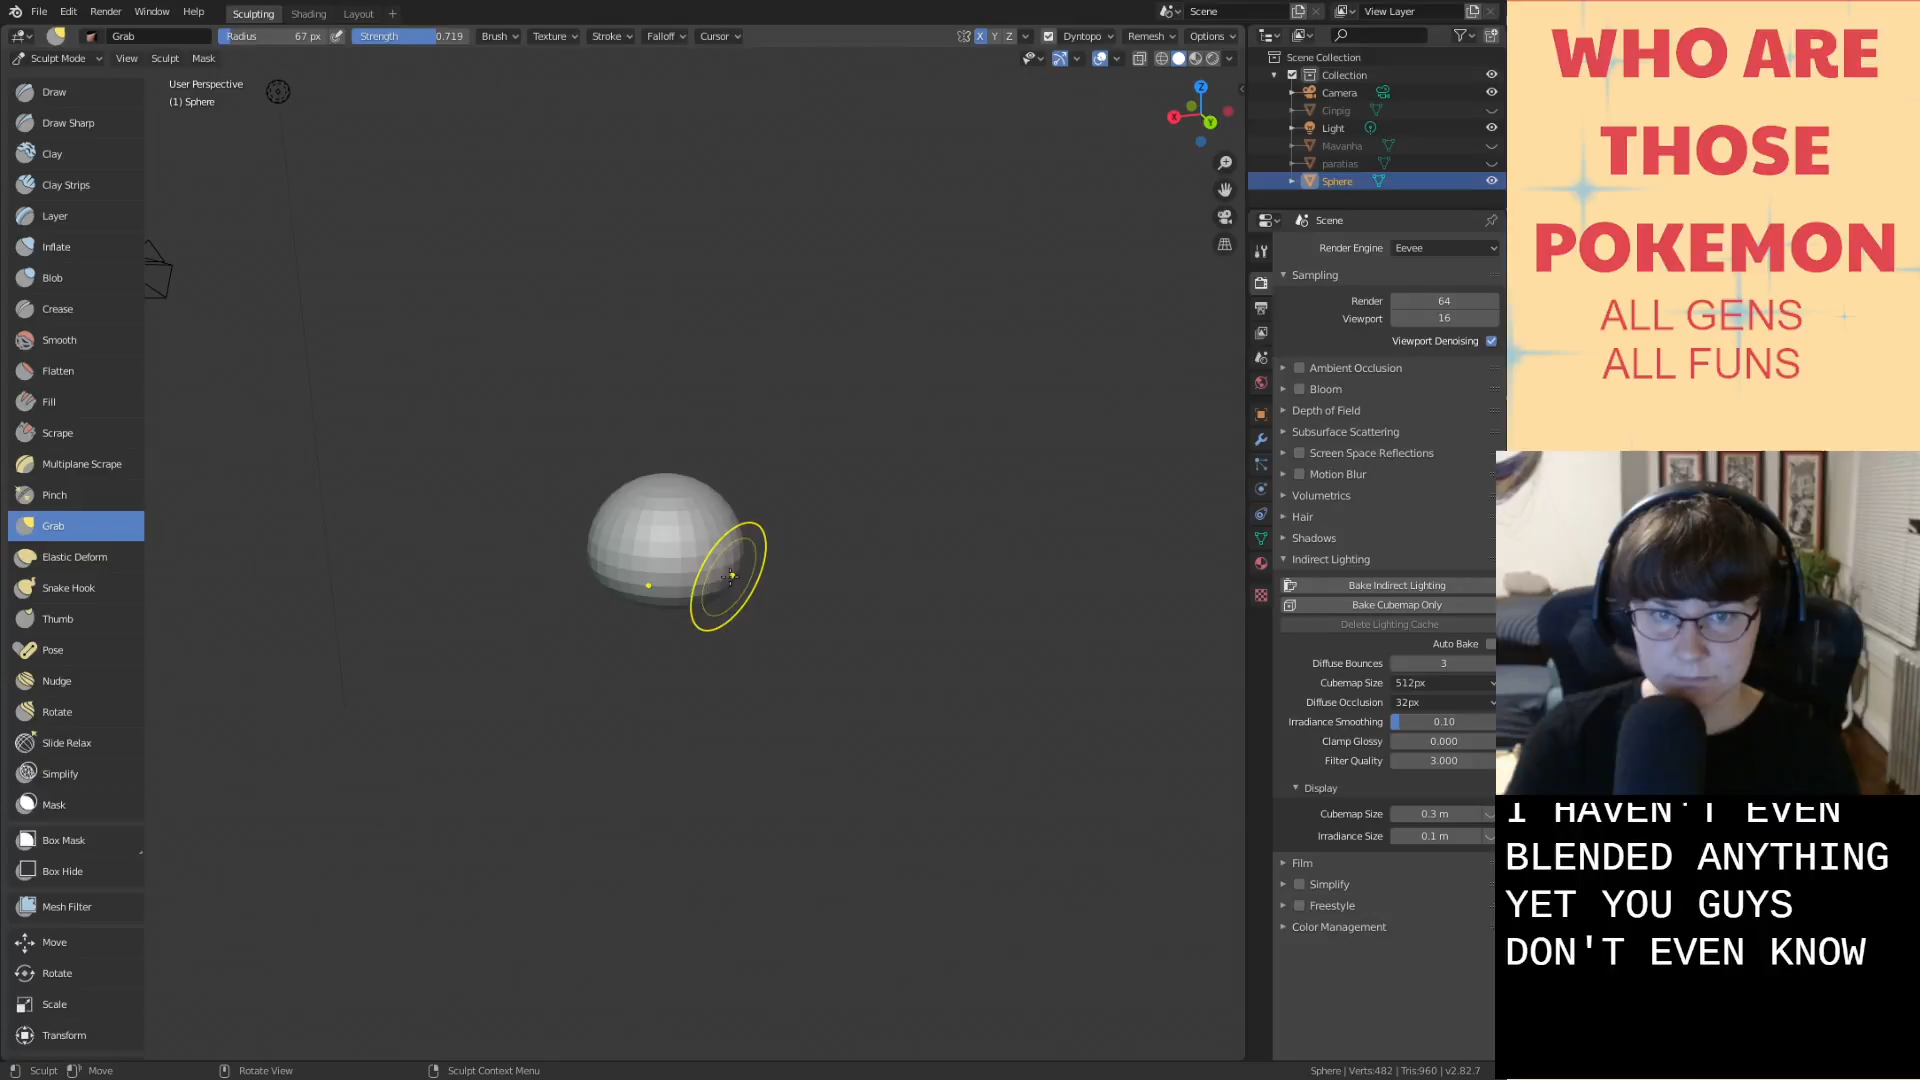 File Edit Render Window Help Sculpting Shading Layout + Scene View Layer
Grab Radius 67 px Strength 0.719 Brush Texture Stroke Falloff Cursor X Y Z Dyntopo Remesh Options
Sculpt Mode View Sculpt Mask
User Perspective
(1) Sphere
Z
X
Y
Draw
Draw Sharp
Clay
Clay Strips
Layer
Inflate
Blob
Crease
Smooth
Flatten
Fill
Scrape
Multiplane Scrape
Pinch
Grab
Elastic Deform
Snake Hook
Thumb
Pose
Nudge
Rotate
Slide Relax
Simplify
Mask
Box Mask
Box Hide
Mesh Filter
Move
Rotate
Scale
Transform
Sculpt Move Rotate View Sculpt Context Menu Sphere | Verts:482 | Tris:960 | v2.82.7
Scene Collection
Collection
Camera
Cinpig
Light
Mavanha
paratias
Sphere
Scene
Render Engine Eevee
Sampling
Render 64
Viewport 16
Viewport Denoising
Ambient Occlusion
Bloom
Depth of Field
Subsurface Scattering
Screen Space Reflections
Motion Blur
Volumetrics
Hair
Shadows
Indirect Lighting
Bake Indirect Lighting
Bake Cubemap Only
Delete Lighting Cache
Auto Bake
Diffuse Bounces 3
Cubemap Size 512px
Diffuse Occlusion 32px
Irradiance Smoothing 0.10
Clamp Glossy 0.000
Filter Quality 3.000
Display
Cubemap Size 0.3 m
Irradiance Size 0.1 m
Film
Simplify
Freestyle
Color Management
WHO ARE
THOSE
POKEMON
ALL GENS
ALL FUNS
I HAVEN'T EVEN
BLENDED ANYTHING
YET YOU GUYS
DON'T EVEN KNOW